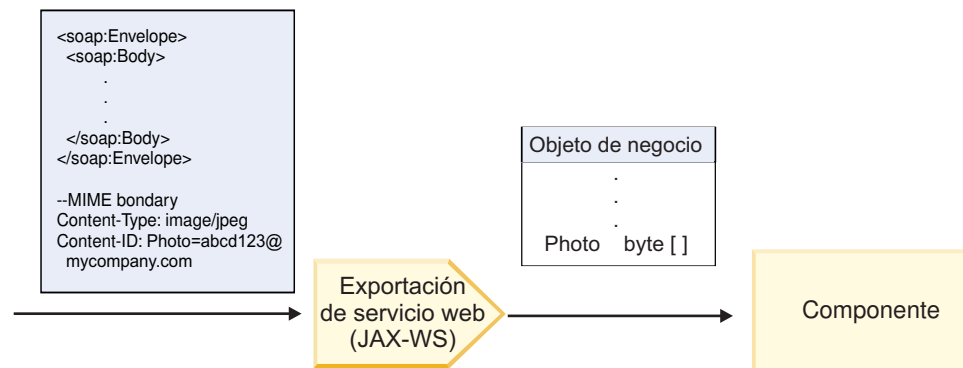 <soap:Envelope>
<soap:Body>
.
.
.
</soap:Body>
</soap:Envelope>
--MIME bondary
Content-Type: image/jpeg
Content-ID: Photo=abcd123@
mycompany.com
Objeto de negocio
.
.
.
Photo byte [ ]
Exportación
de servicio web
(JAX-WS)
Componente